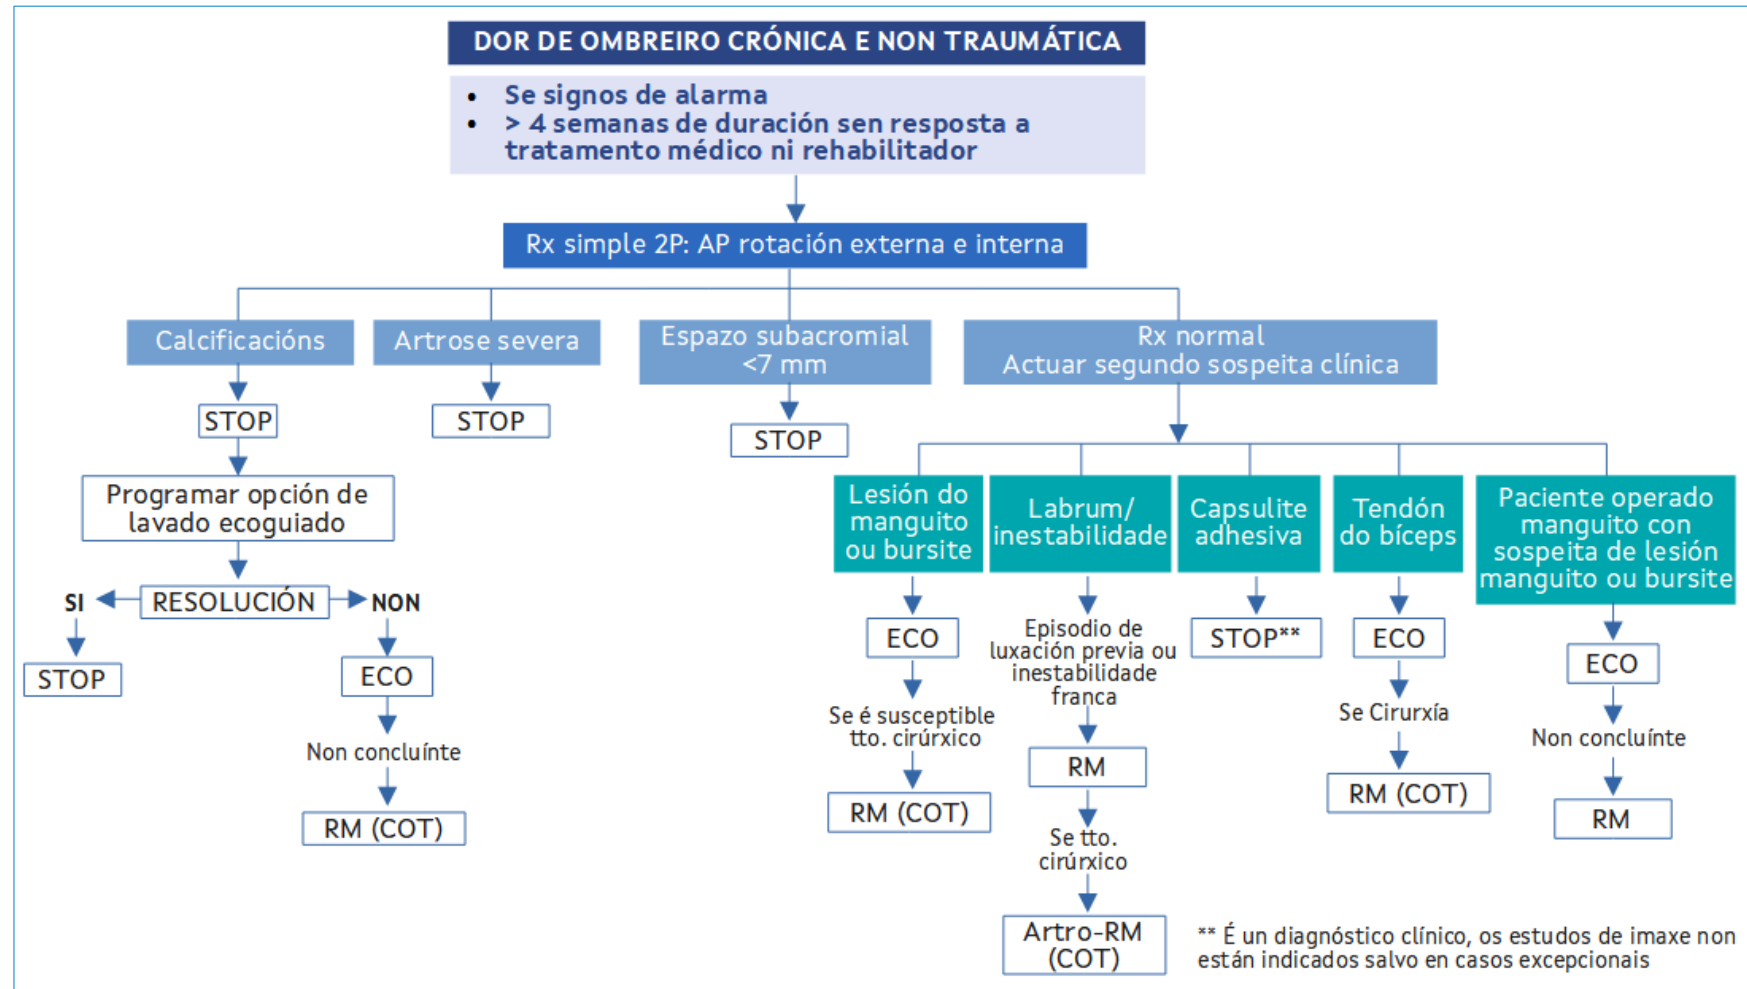 DOR DE OMBREIRO CRÓNICA E NON TRAUMÁTICA
• Se signos de alarma
• > 4 semanas de duración sen resposta a
tratamento médico ni rehabilitador
Rx simple 2P: AP rotación externa e interna
Calcificacións
STOP
Programar opción de
lavado ecoguiado
RESOLUCIÓN
SI
STOP
NON
ECO
Non concluínte
RM (COT)
Artrose severa
STOP
Espazo subacromial
<7 mm
STOP
Rx normal
Actuar segundo sospeita clínica
Lesión do
manguito
ou bursite
ECO
Se é susceptible
tto. cirúrxico
RM (COT)
Labrum/
inestabilidade
Episodio de
luxación previa ou
inestabilidade
franca
RM
Se tto.
cirúrxico
Artro-RM
(COT)
Capsulite
adhesiva
STOP**
Tendón
do bíceps
ECO
Se Cirurxía
RM (COT)
Paciente operado
manguito con
sospeita de lesión
manguito ou bursite
ECO
Non concluínte
RM
** É un diagnóstico clínico, os estudos de imaxe non
están indicados salvo en casos excepcionais